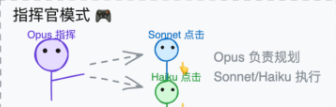 指挥官模式 🎮
Opus 指挥
Sonnet 点击
Opus 负责规划
Haiku 点击
Sonnet/Haiku 执行